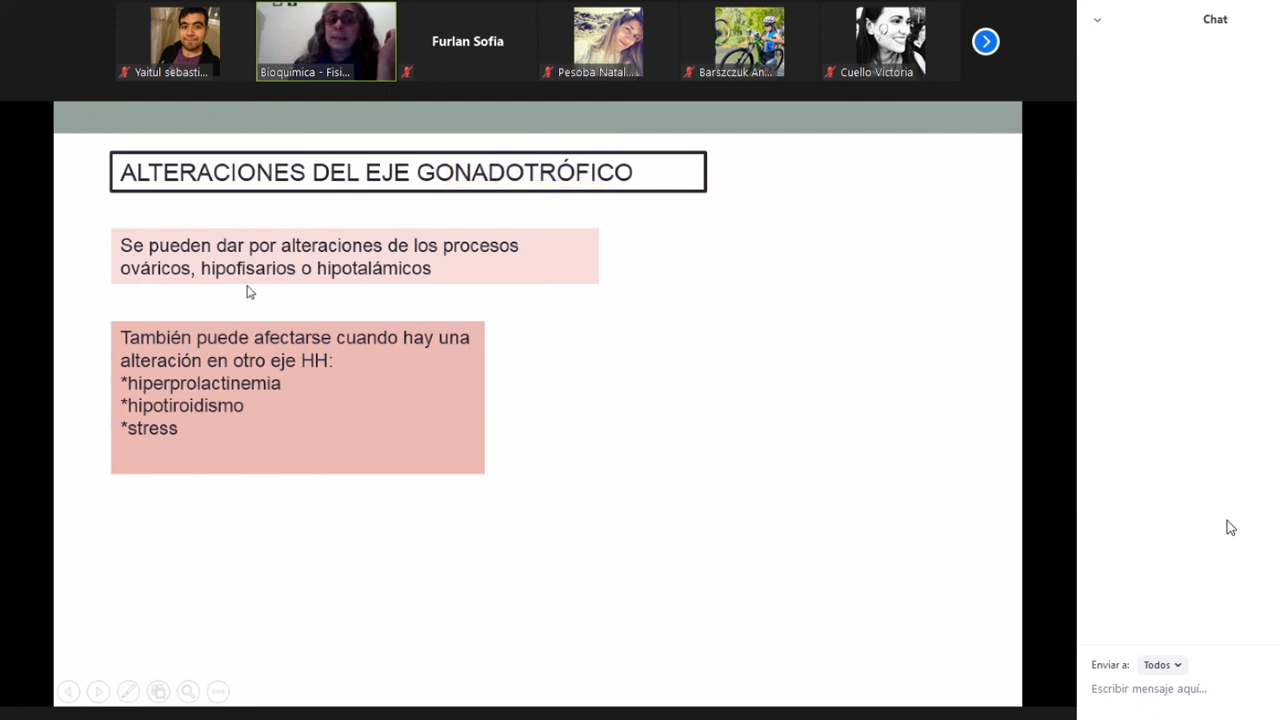 Yaitul sebasti...
Bioquímica - Fisi...
Furlan Sofia
Pesoba Natal...
Barszczuk An...
Cuello Victoria
Chat
ALTERACIONES DEL EJE GONADOTRÓFICO
Se pueden dar por alteraciones de los procesos
ováricos, hipofisarios o hipotalámicos
También puede afectarse cuando hay una
alteración en otro eje HH:
*hiperprolactinemia
*hipotiroidismo
*stress
Enviar a: Todos
Escribir mensaje aquí...